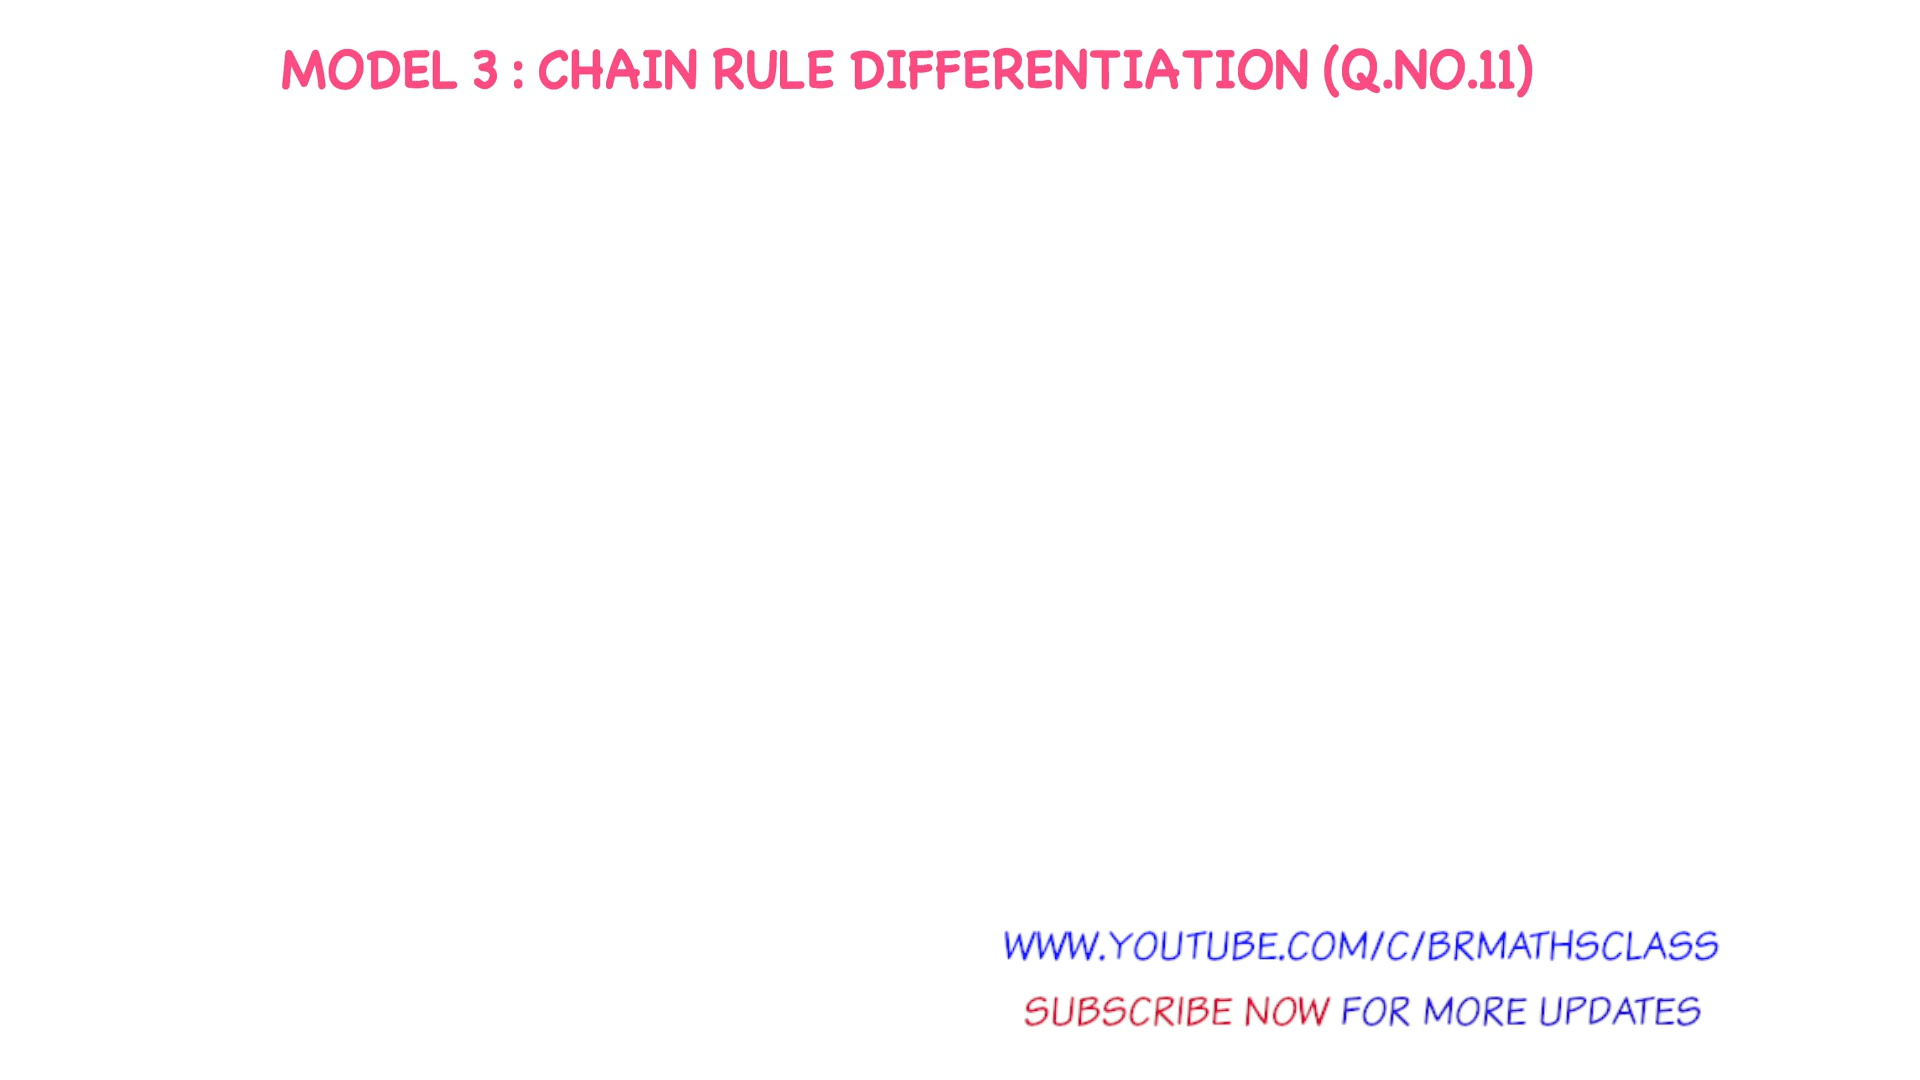 MODEL 3 : CHAIN RULE DIFFERENTIATION (Q.NO.11)
WWW.YOUTUBE.COM/C/BRMATHSCLASS
SUBSCRIBE NOW FOR MORE UPDATES